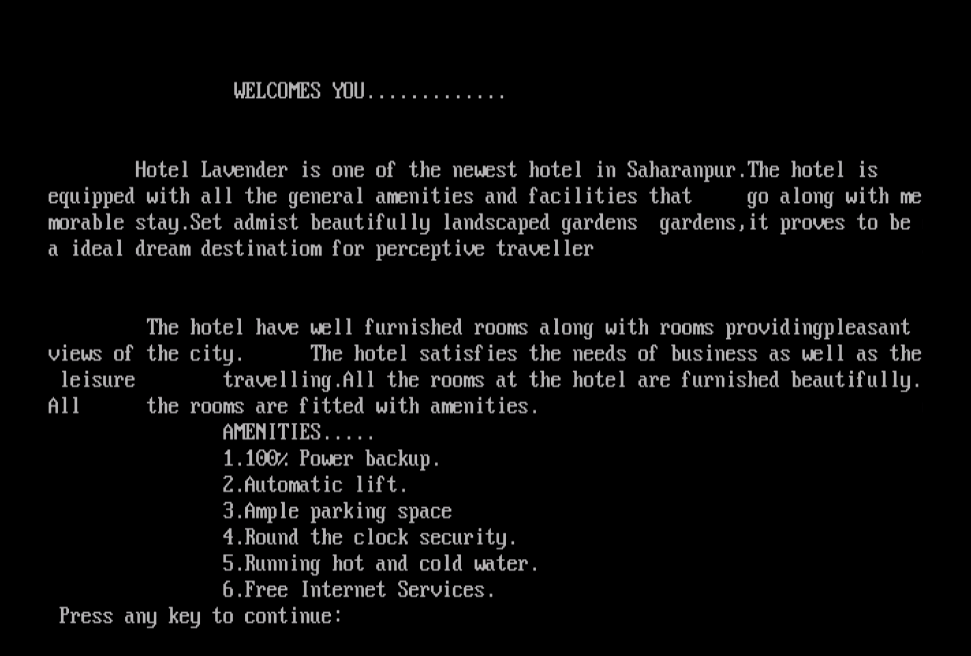 WELCOMES YOU.............
Hotel Lavender is one of the newest hotel in Saharanpur.The hotel is
equipped with all the general amenities and facilities that     go along with me
morable stay.Set admist beautifully landscaped gardens  gardens,it proves to be
a ideal dream destinatiom for perceptive traveller
The hotel have well furnished rooms along with rooms providingpleasant
views of the city.      The hotel satisfies the needs of business as well as the
leisure        travelling.All the rooms at the hotel are furnished beautifully.
All      the rooms are fitted with amenities.
AMENITIES.....
1.100% Power backup.
2.Automatic lift.
3.Ample parking space
4.Round the clock security.
5.Running hot and cold water.
6.Free Internet Services.
Press any key to continue: